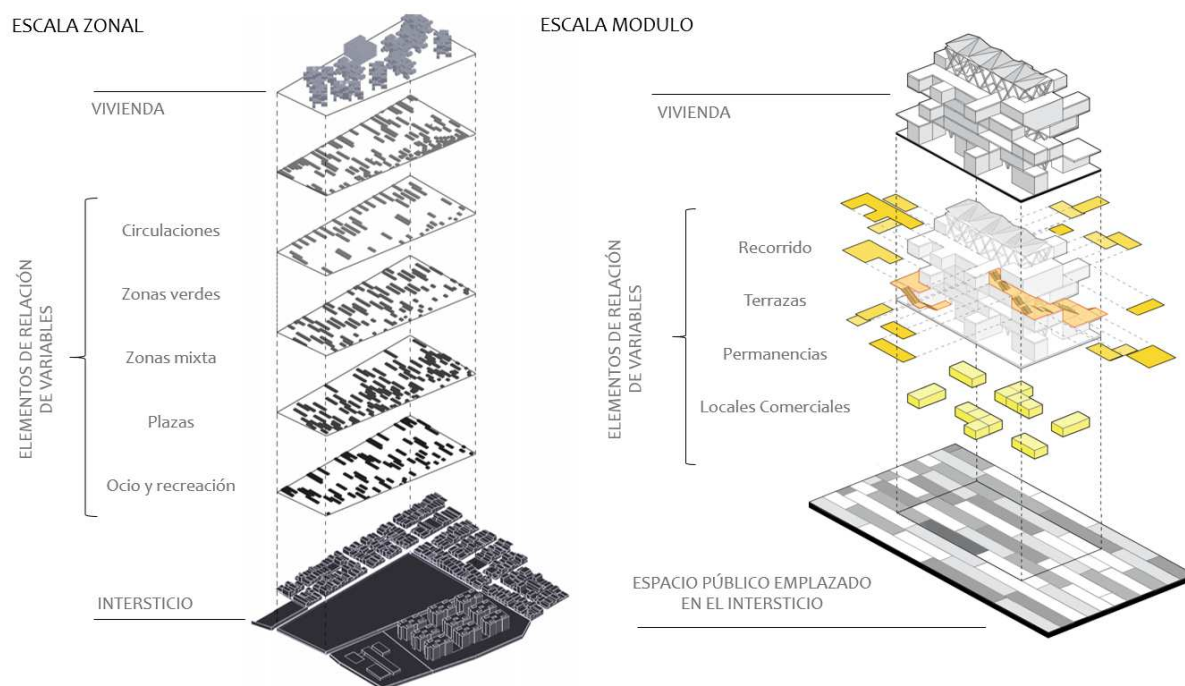 ESCALA ZONAL
VIVIENDA
ELEMENTOS DE RELACIÓN
DE VARIABLES
Circulaciones
Zonas verdes
Zonas mixta
Plazas
Ocio y recreación
INTERSTICIO
ESCALA MODULO
VIVIENDA
ELEMENTOS DE RELACIÓN
DE VARIABLES
Recorrido
Terrazas
Permanencias
Locales Comerciales
ESPACIO PÚBLICO EMPLAZADO
EN EL INTERSTICIO